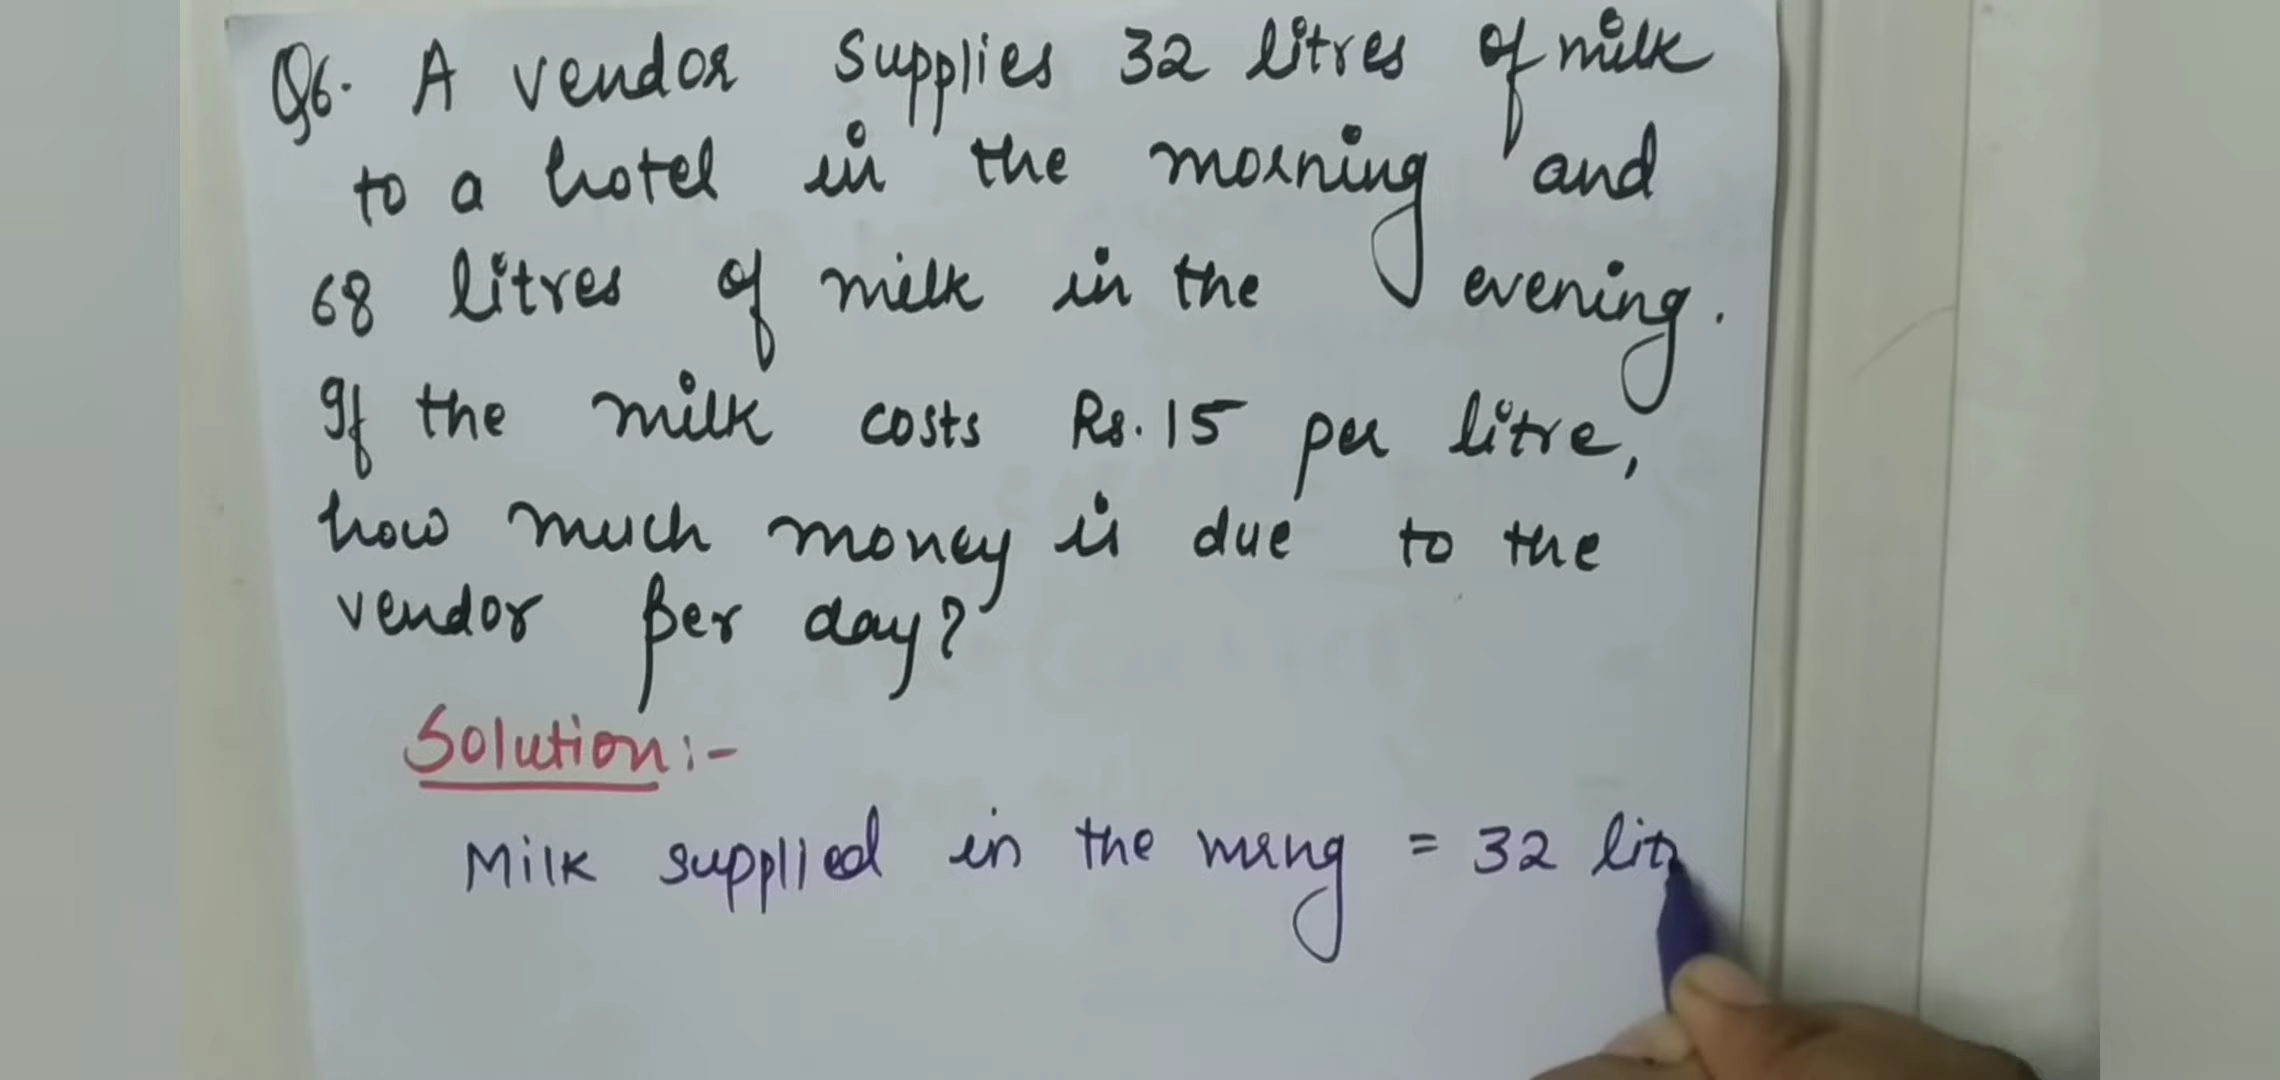 Q6. A vendor supplies 32 litres of milk
to a hotel in the morning and
68 litres of milk in the evening.
If the milk costs Rs. 15 per litre,
how much money is due to the
vendor per day?
Solution:-
Milk supplied in the mrng = 32 lit